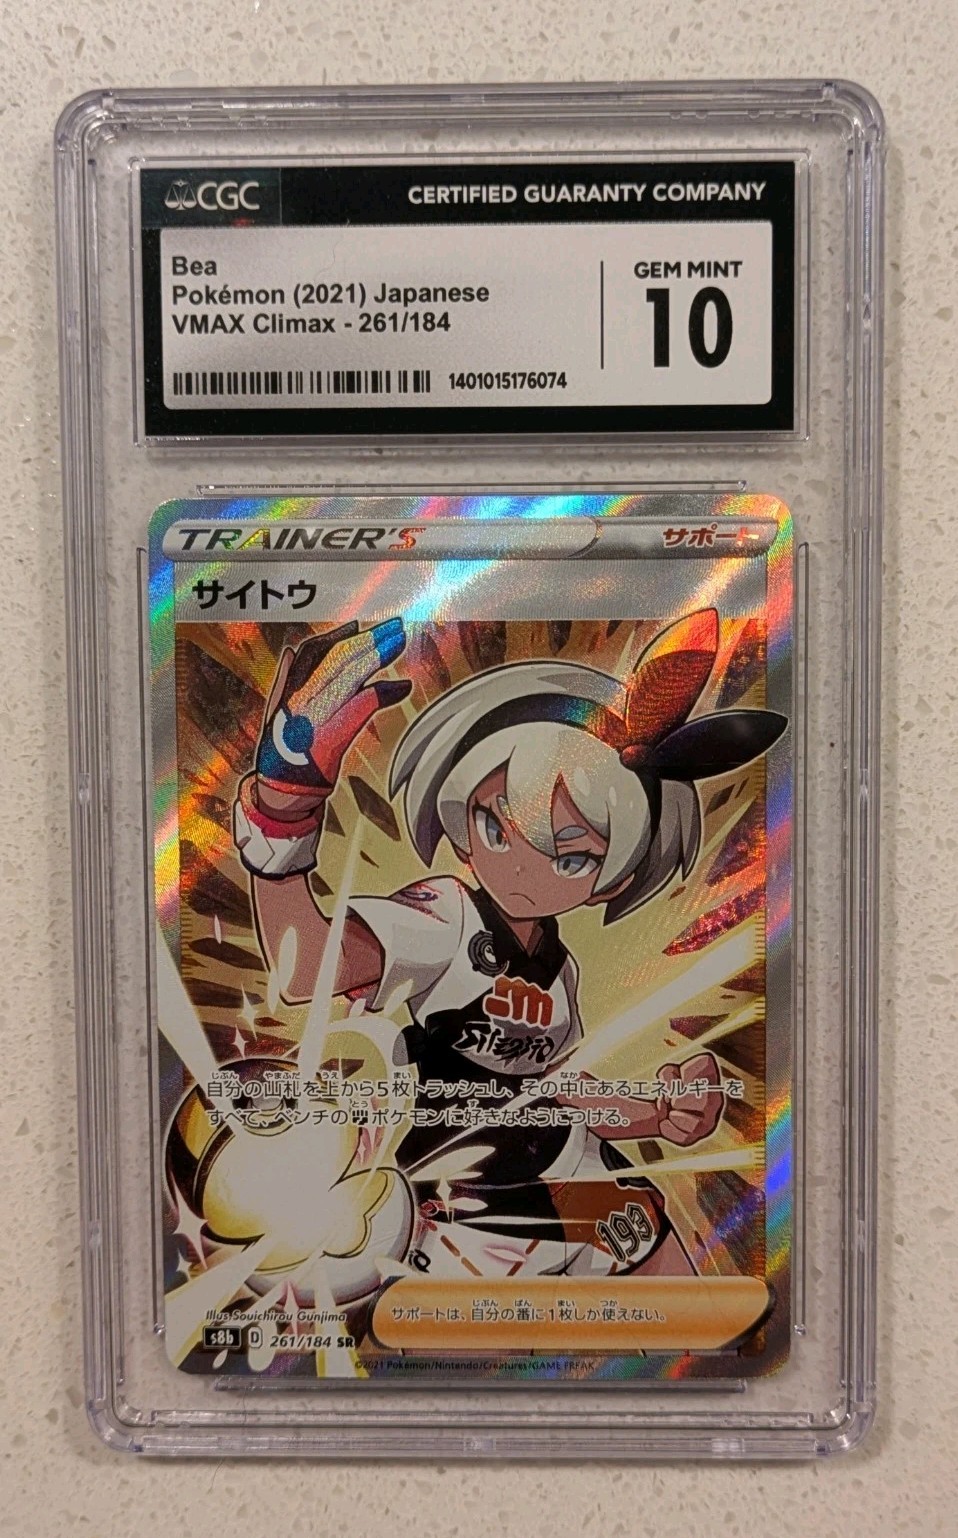 CGC
CERTIFIED GUARANTY COMPANY
Bea
Pokémon (2021) Japanese
VMAX Climax - 261/184
1401015176074
GEM MINT
10
TRAINER'S
サポート
サイトウ
自分の山札を上から5枚トラッシュし、その中にあるエネルギーを
すべて、ベンチの ポケモンに好きなようにつける。
193
サポートは、自分の番に1枚しか使えない。
Illus. Souichirou Gunjima
s8b D 261/184 SR
©2021 Pokémon/Nintendo/Creatures/GAME FREAK.